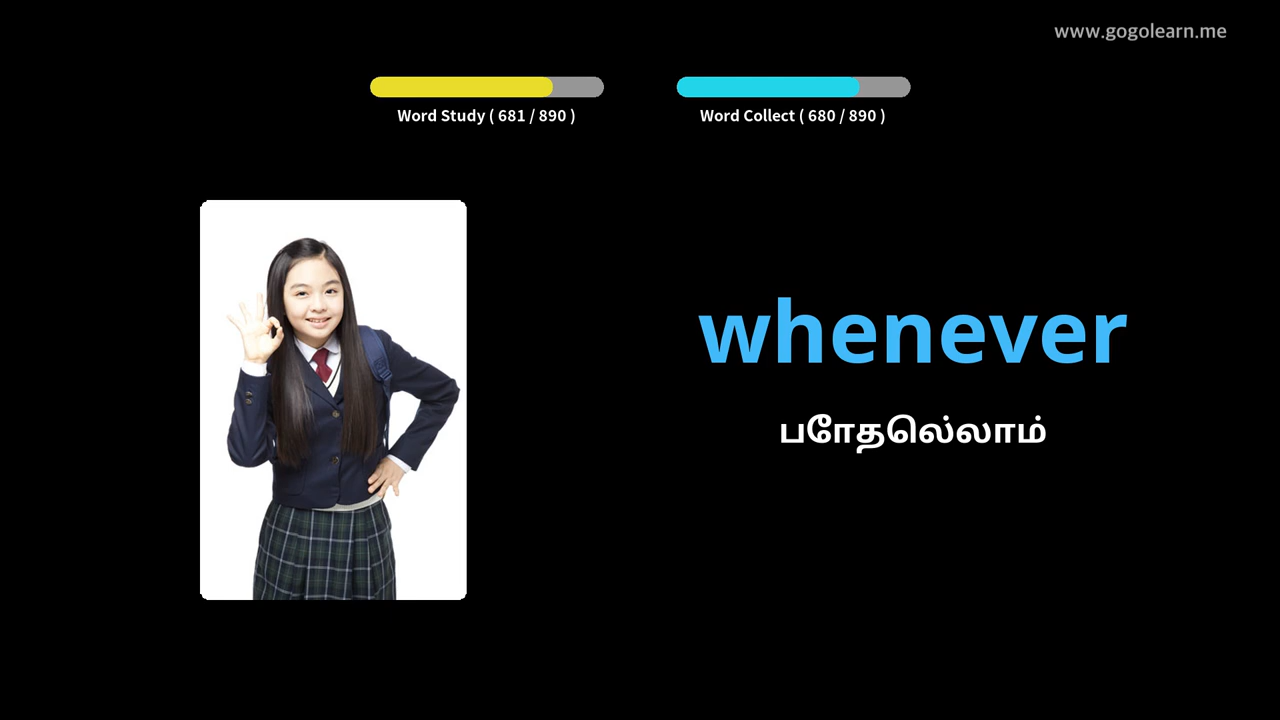 www.gogolearn.me
Word Study ( 681 / 890 )
Word Collect ( 680 / 890 )
whenever
போதெல்லாம்